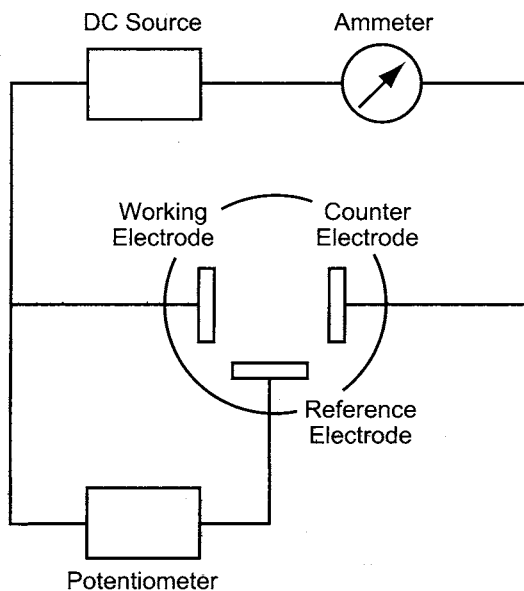 DC Source
Ammeter
Working
Electrode
Counter
Electrode
Reference
Electrode
Potentiometer